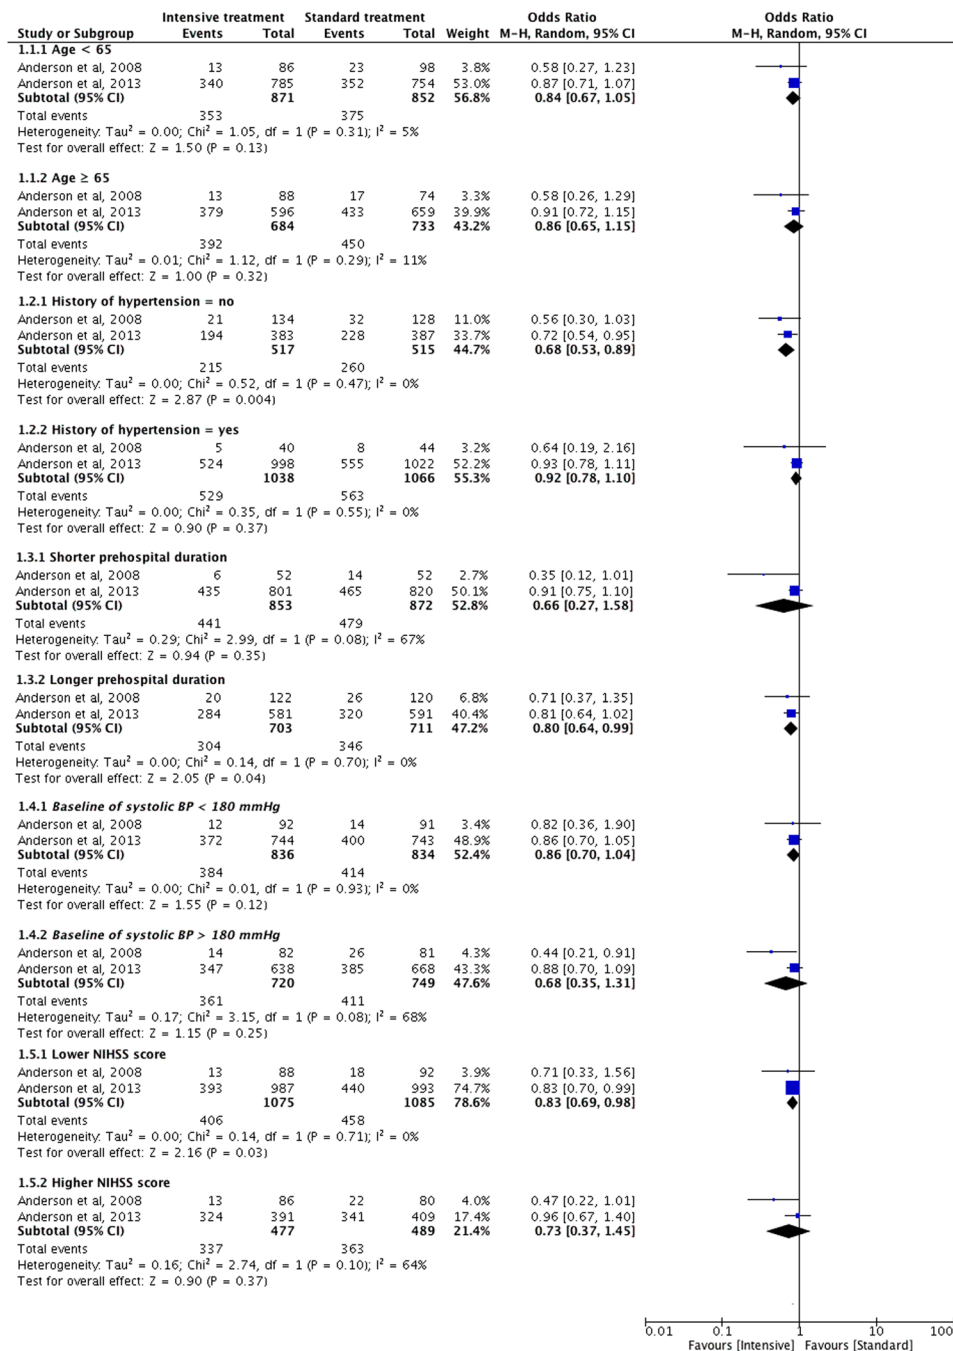 Intensive treatment Standard treatment Odds Ratio Odds Ratio
Study or Subgroup Events Total Events Total Weight M-H, Random, 95% CI M-H, Random, 95% CI
1.1.1 Age < 65
Anderson et al, 2008 13 86 23 98 3.8% 0.58 [0.27, 1.23]
Anderson et al, 2013 340 785 352 754 53.0% 0.87 [0.71, 1.07]
Subtotal (95% CI) 871 852 56.8% 0.84 [0.67, 1.05]
Total events 353 375
Heterogeneity: Tau² = 0.00; Chi² = 1.05, df = 1 (P = 0.31); I² = 5%
Test for overall effect: Z = 1.50 (P = 0.13)
1.1.2 Age ≥ 65
Anderson et al, 2008 13 88 17 74 3.3% 0.58 [0.26, 1.29]
Anderson et al, 2013 379 596 433 659 39.9% 0.91 [0.72, 1.15]
Subtotal (95% CI) 684 733 43.2% 0.86 [0.65, 1.15]
Total events 392 450
Heterogeneity: Tau² = 0.01; Chi² = 1.12, df = 1 (P = 0.29); I² = 11%
Test for overall effect: Z = 1.00 (P = 0.32)
1.2.1 History of hypertension = no
Anderson et al, 2008 21 134 32 128 11.0% 0.56 [0.30, 1.03]
Anderson et al, 2013 194 383 228 387 33.7% 0.72 [0.54, 0.95]
Subtotal (95% CI) 517 515 44.7% 0.68 [0.53, 0.89]
Total events 215 260
Heterogeneity: Tau² = 0.00; Chi² = 0.52, df = 1 (P = 0.47); I² = 0%
Test for overall effect: Z = 2.87 (P = 0.004)
1.2.2 History of hypertension = yes
Anderson et al, 2008 5 40 8 44 3.2% 0.64 [0.19, 2.16]
Anderson et al, 2013 524 998 555 1022 52.2% 0.93 [0.78, 1.11]
Subtotal (95% CI) 1038 1066 55.3% 0.92 [0.78, 1.10]
Total events 529 563
Heterogeneity: Tau² = 0.00; Chi² = 0.35, df = 1 (P = 0.55); I² = 0%
Test for overall effect: Z = 0.90 (P = 0.37)
1.3.1 Shorter prehospital duration
Anderson et al, 2008 6 52 14 52 2.7% 0.35 [0.12, 1.01]
Anderson et al, 2013 435 801 465 820 50.1% 0.91 [0.75, 1.10]
Subtotal (95% CI) 853 872 52.8% 0.66 [0.27, 1.58]
Total events 441 479
Heterogeneity: Tau² = 0.29; Chi² = 2.99, df = 1 (P = 0.08); I² = 67%
Test for overall effect: Z = 0.94 (P = 0.35)
1.3.2 Longer prehospital duration
Anderson et al, 2008 20 122 26 120 6.8% 0.71 [0.37, 1.35]
Anderson et al, 2013 284 581 320 591 40.4% 0.81 [0.64, 1.02]
Subtotal (95% CI) 703 711 47.2% 0.80 [0.64, 0.99]
Total events 304 346
Heterogeneity: Tau² = 0.00; Chi² = 0.14, df = 1 (P = 0.70); I² = 0%
Test for overall effect: Z = 2.05 (P = 0.04)
1.4.1 Baseline of systolic BP < 180 mmHg
Anderson et al, 2008 12 92 14 91 3.4% 0.82 [0.36, 1.90]
Anderson et al, 2013 372 744 400 743 48.9% 0.86 [0.70, 1.05]
Subtotal (95% CI) 836 834 52.4% 0.86 [0.70, 1.04]
Total events 384 414
Heterogeneity: Tau² = 0.00; Chi² = 0.01, df = 1 (P = 0.93); I² = 0%
Test for overall effect: Z = 1.55 (P = 0.12)
1.4.2 Baseline of systolic BP > 180 mmHg
Anderson et al, 2008 14 82 26 81 4.3% 0.44 [0.21, 0.91]
Anderson et al, 2013 347 638 385 668 43.3% 0.88 [0.70, 1.09]
Subtotal (95% CI) 720 749 47.6% 0.68 [0.35, 1.31]
Total events 361 411
Heterogeneity: Tau² = 0.17; Chi² = 3.15, df = 1 (P = 0.08); I² = 68%
Test for overall effect: Z = 1.15 (P = 0.25)
1.5.1 Lower NIHSS score
Anderson et al, 2008 13 88 18 92 3.9% 0.71 [0.33, 1.56]
Anderson et al, 2013 393 987 440 993 74.7% 0.83 [0.70, 0.99]
Subtotal (95% CI) 1075 1085 78.6% 0.83 [0.69, 0.98]
Total events 406 458
Heterogeneity: Tau² = 0.00; Chi² = 0.14, df = 1 (P = 0.71); I² = 0%
Test for overall effect: Z = 2.16 (P = 0.03)
1.5.2 Higher NIHSS score
Anderson et al, 2008 13 86 22 80 4.0% 0.47 [0.22, 1.01]
Anderson et al, 2013 324 391 341 409 17.4% 0.96 [0.67, 1.40]
Subtotal (95% CI) 477 489 21.4% 0.73 [0.37, 1.45]
Total events 337 363
Heterogeneity: Tau² = 0.16; Chi² = 2.74, df = 1 (P = 0.10); I² = 64%
Test for overall effect: Z = 0.90 (P = 0.37)
0.01 0.1 1 10 100
Favours [Intensive] Favours [Standard]